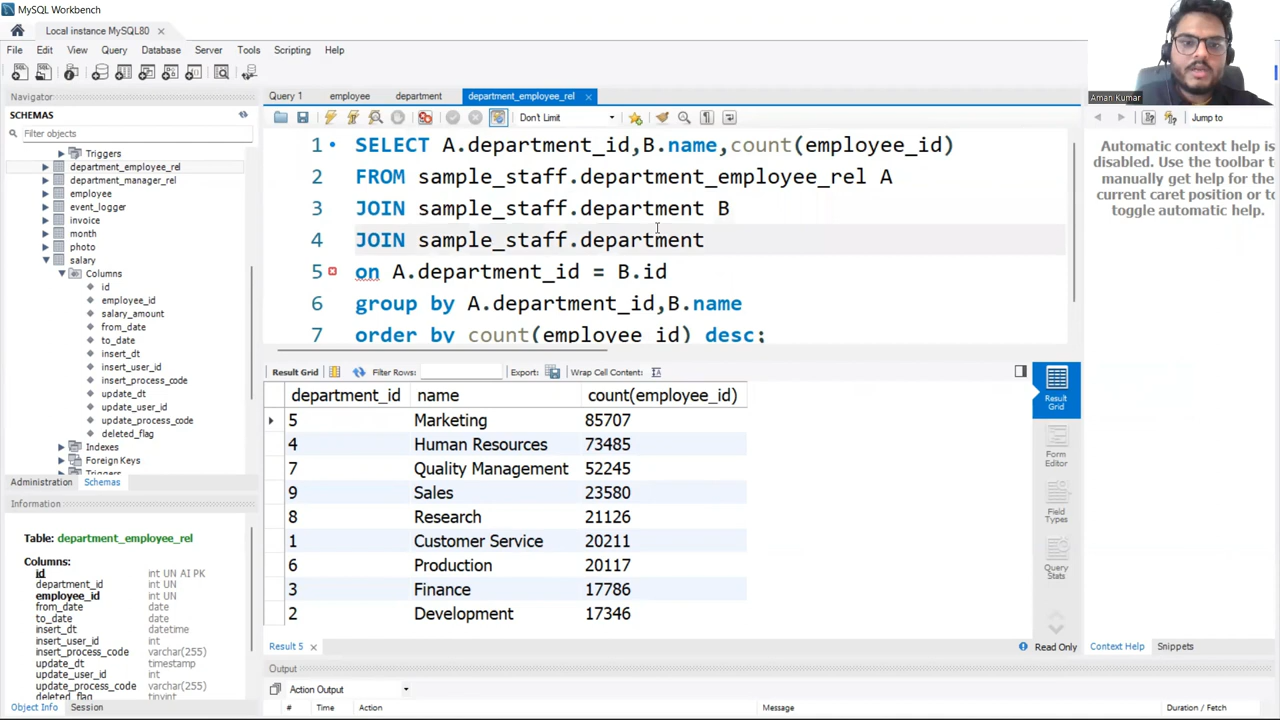 MySQL Workbench
Local instance MySQL80
File Edit View Query Database Server Tools Scripting Help
Navigator
SCHEMAS
Filter objects
Triggers
department_employee_rel
department_manager_rel
employee
event_logger
invoice
month
photo
salary
Columns
id
employee_id
salary_amount
from_date
to_date
insert_dt
insert_user_id
insert_process_code
update_dt
update_user_id
update_process_code
deleted_flag
Indexes
Foreign Keys
Triggers
Administration Schemas
Information
Table: department_employee_rel
Columns:
id int UN AI PK
department_id int UN
employee_id int UN
from_date date
to_date date
insert_dt datetime
insert_user_id int
insert_process_code varchar(255)
update_dt timestamp
update_user_id int
update_process_code varchar(255)
deleted_flag tinyint
Object Info Session
Query 1 employee department department_employee_rel
Don't Limit
1 SELECT A.department_id,B.name,count(employee_id)
2 FROM sample_staff.department_employee_rel A
3 JOIN sample_staff.department B
4 JOIN sample_staff.department
5 on A.department_id = B.id
6 group by A.department_id,B.name
7 order by count(employee_id) desc;
Result Grid Filter Rows: Export: Wrap Cell Content:
department_id name count(employee_id)
5 Marketing 85707
4 Human Resources 73485
7 Quality Management 52245
9 Sales 23580
8 Research 21126
1 Customer Service 20211
6 Production 20117
3 Finance 17786
2 Development 17346
Result Grid
Form Editor
Field Types
Query Stats
Result 5
Read Only
Output
Action Output
# Time Action Message Duration / Fetch
Aman Kumar
Jump to
Automatic context help is
disabled. Use the toolbar t
manually get help for the
current caret position or to
toggle automatic help.
Context Help Snippets